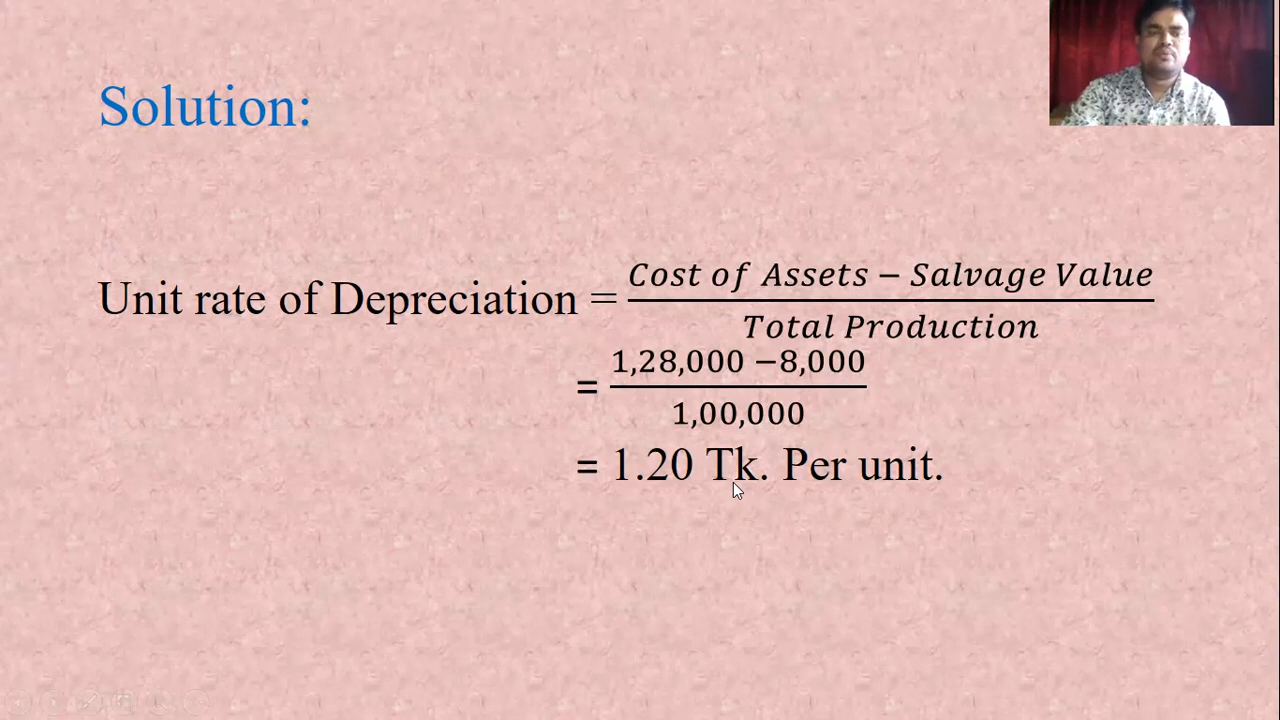 Solution:
Unit rate of Depreciation = Cost of Assets − Salvage Value
Total Production
= 1,28,000 −8,000
1,00,000
= 1.20 Tk. Per unit.